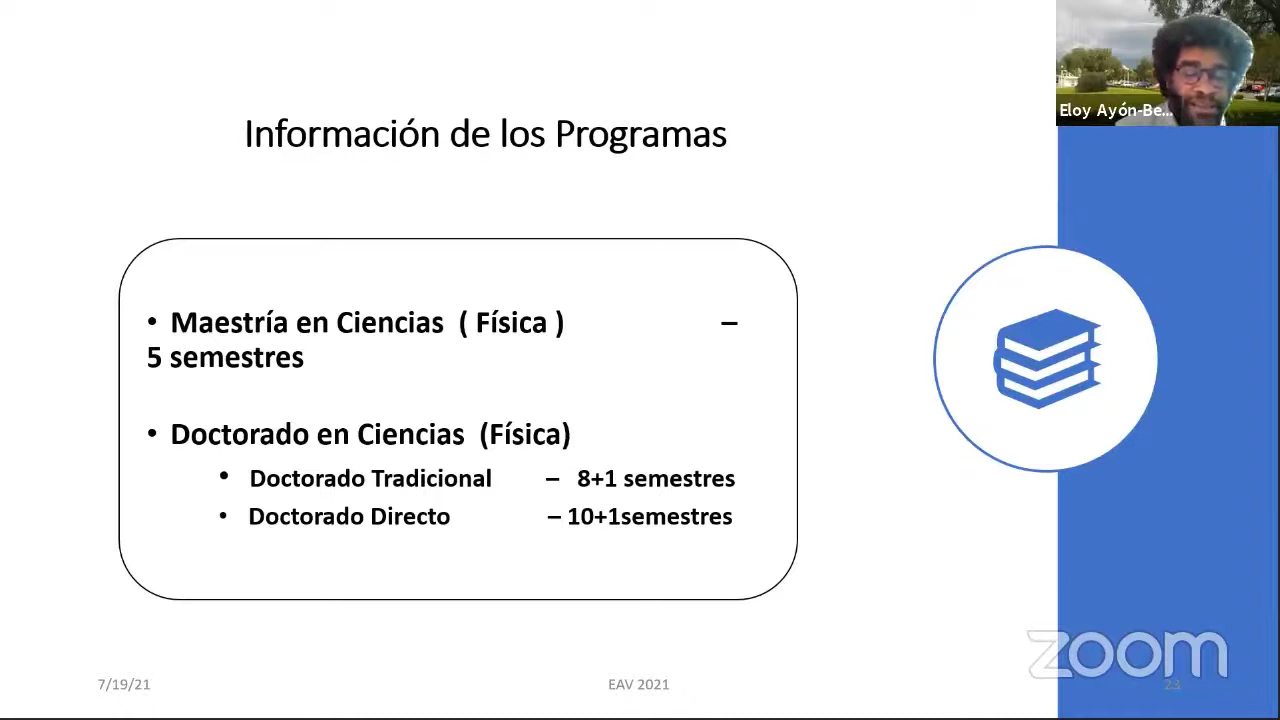 Eloy Ayón-Be...
Información de los Programas
• Maestría en Ciencias ( Física ) –
5 semestres
• Doctorado en Ciencias (Física)
• Doctorado Tradicional – 8+1 semestres
• Doctorado Directo – 10+1semestres
zoom
7/19/21
EAV 2021
23